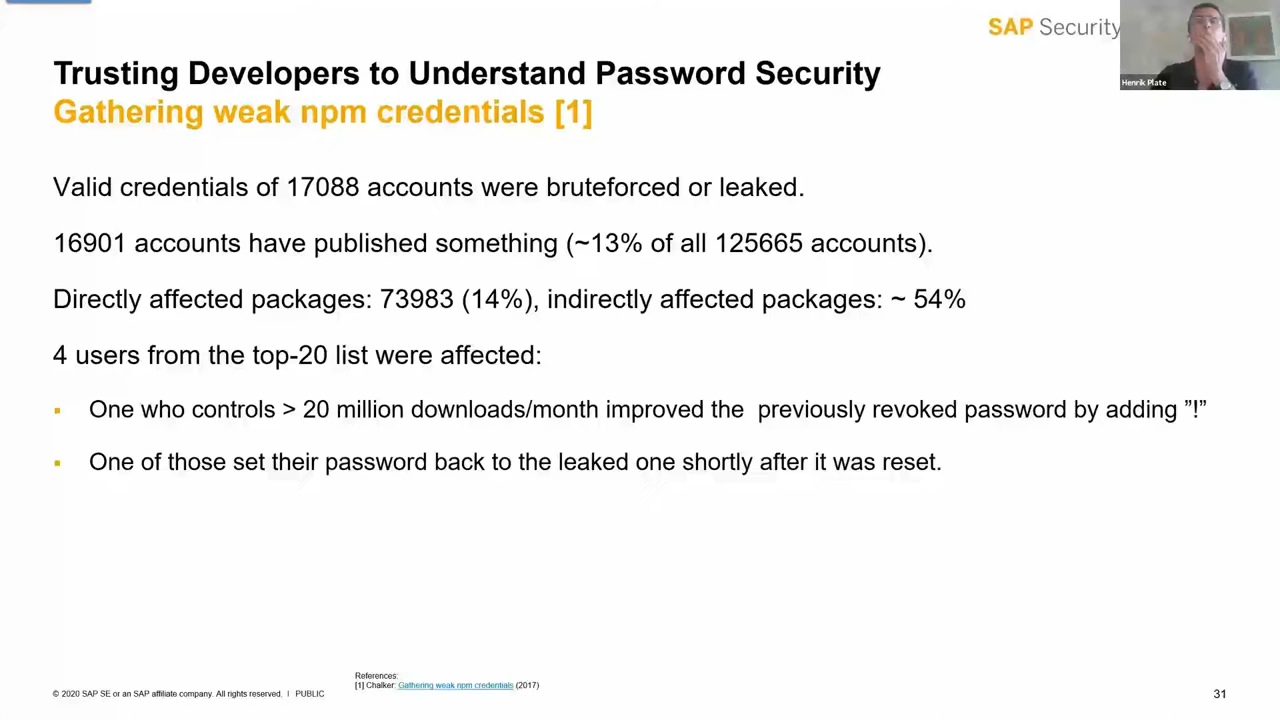 SAP Security
Henrik Plate
Trusting Developers to Understand Password Security
Gathering weak npm credentials [1]
Valid credentials of 17088 accounts were bruteforced or leaked.
16901 accounts have published something (~13% of all 125665 accounts).
Directly affected packages: 73983 (14%), indirectly affected packages: ~ 54%
4 users from the top-20 list were affected:
▪ One who controls > 20 million downloads/month improved the  previously revoked password by adding ”!”
▪ One of those set their password back to the leaked one shortly after it was reset.
References:
[1] Chalker: Gathering weak npm credentials (2017)
© 2020 SAP SE or an SAP affiliate company. All rights reserved. | PUBLIC
31